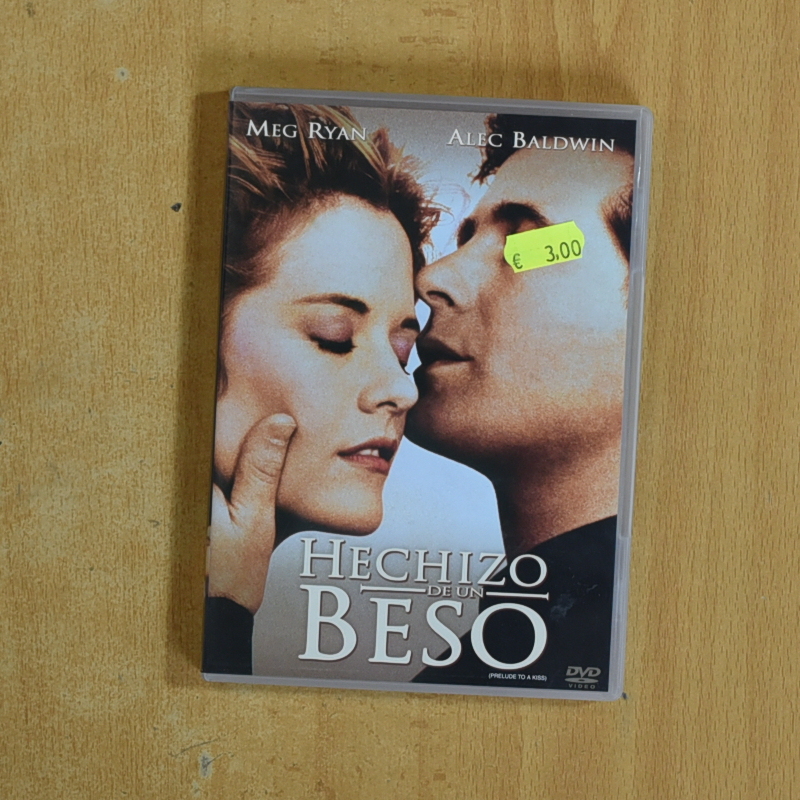 MEG RYAN
ALEC BALDWIN
€ 3.00
HECHIZO
DE UN
BESO
(PRELUDE TO A KISS)
DVD
VIDEO